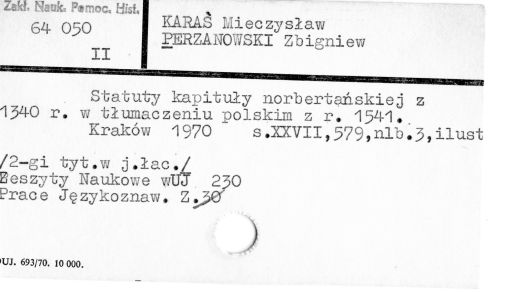 Zakł. Nauk. Pomoc. Hist.
64 050
II
KARAŚ Mieczysław
PERZANOWSKI Zbigniew
Statuty kapituły norbertańskiej z
1340 r. w tłumaczeniu polskim z r. 1541.
Kraków 1970 s.XXVII,579,nlb.3,ilust
/2-gi tyt.w j.łac./
Zeszyty Naukowe wUJ 230
Prace Językoznaw. Z.30
UJ. 693/70. 10 000.